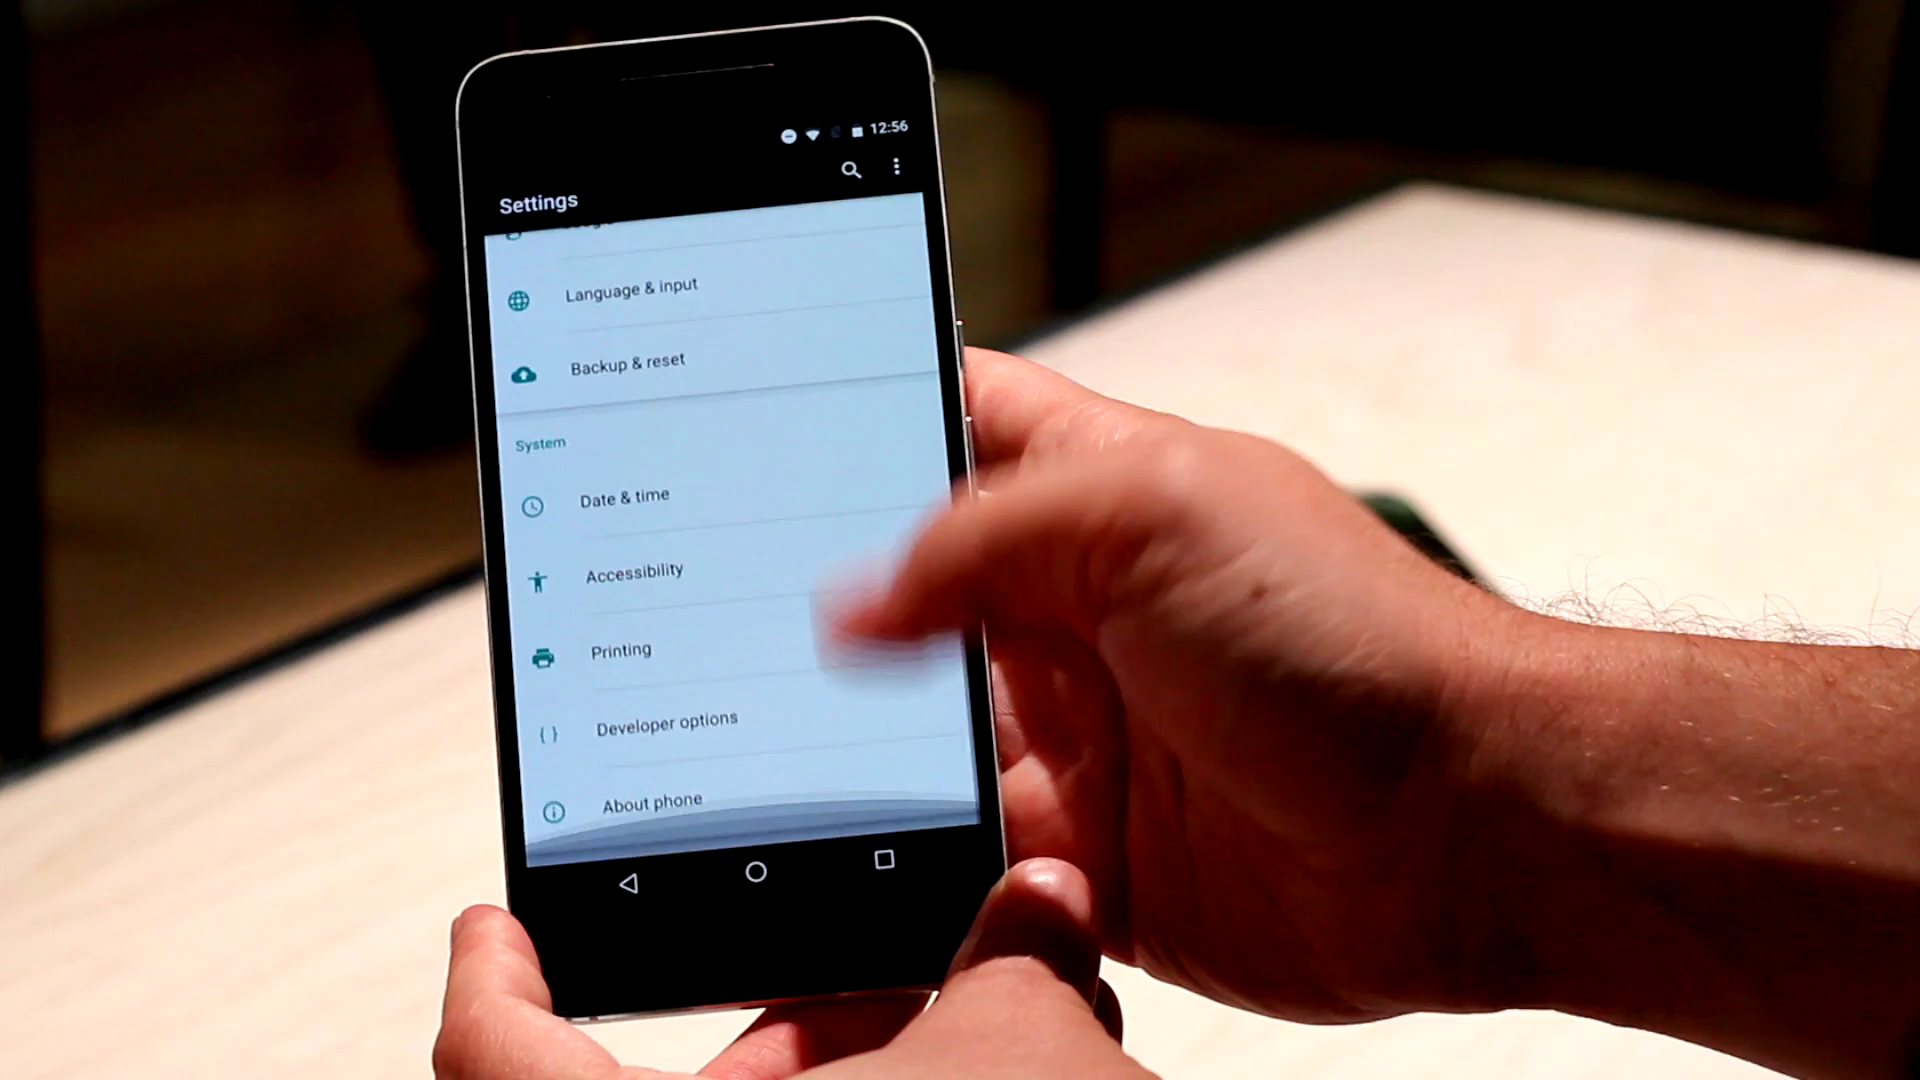 12:56
Settings
Language & input
Backup & reset
System
Date & time
Accessibility
Printing
Developer options
About phone